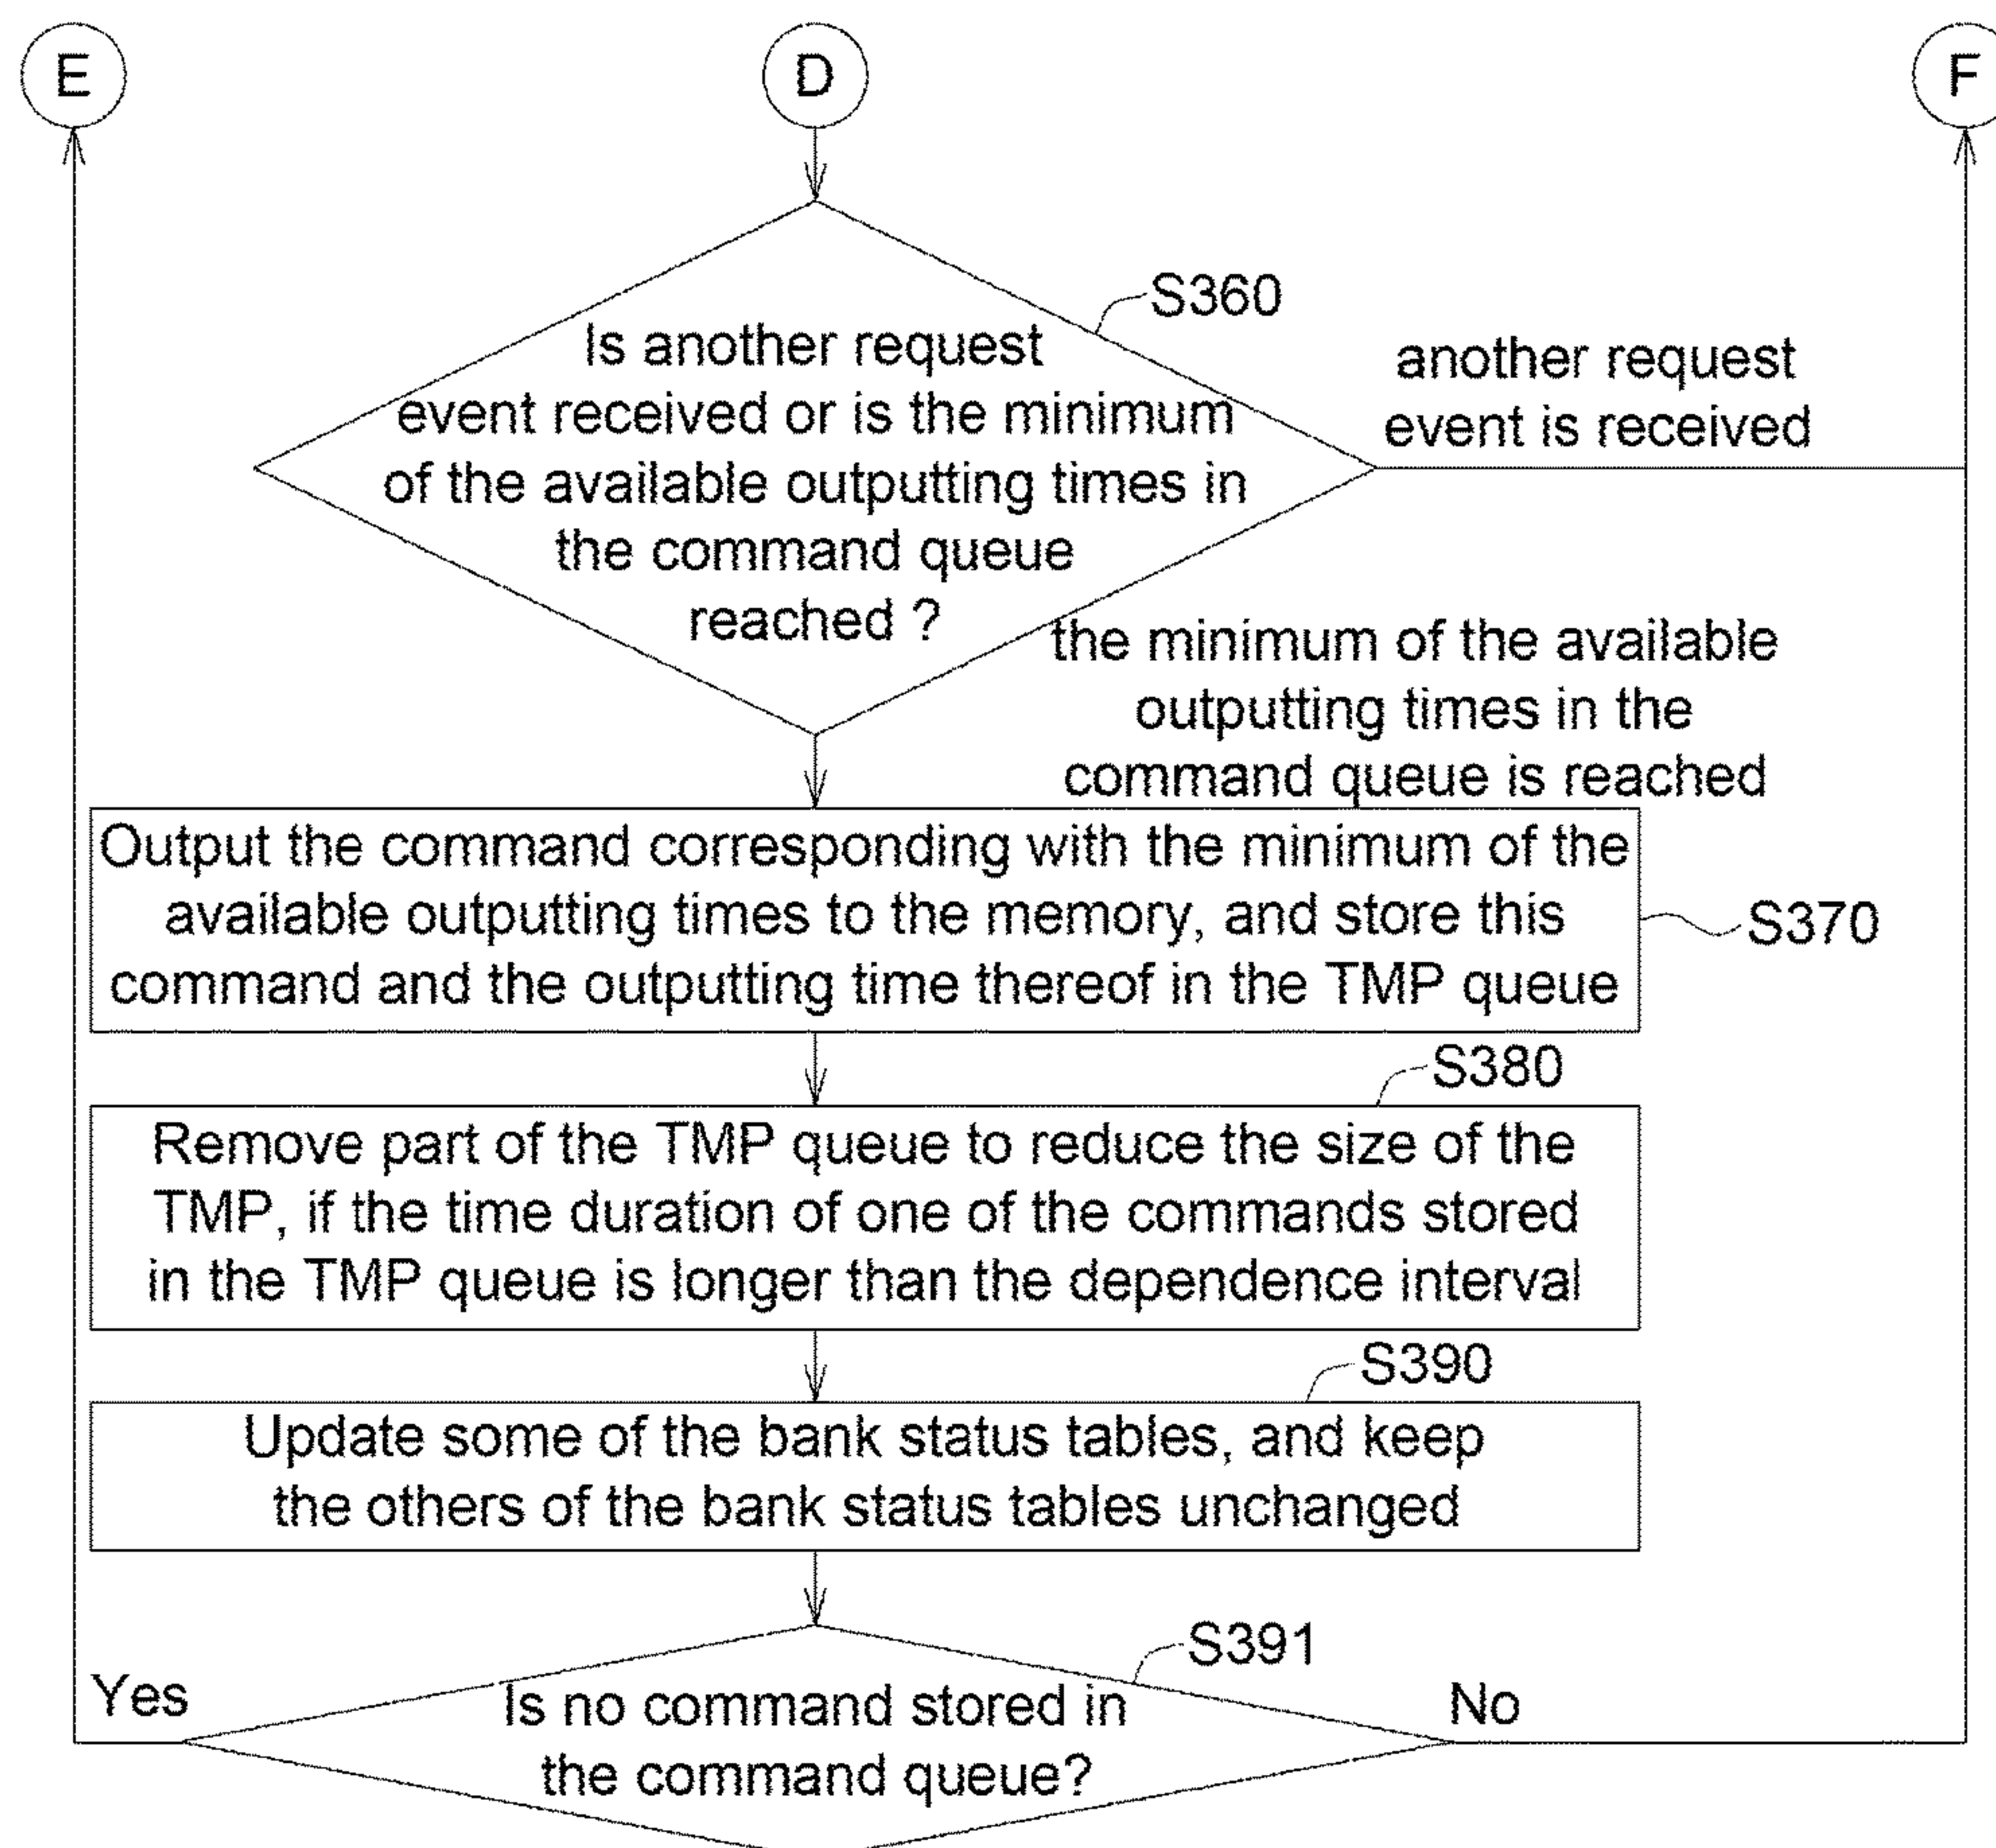 E
D
F
S360
Is another request
event received or is the minimum
of the available outputting times in
the command queue
reached ?
another request
event is received
the minimum of the available
outputting times in the
command queue is reached
Output the command corresponding with the minimum of the
available outputting times to the memory, and store this
command and the outputting time thereof in the TMP queue
S370
S380
Remove part of the TMP queue to reduce the size of the
TMP, if the time duration of one of the commands stored
in the TMP queue is longer than the dependence interval
S390
Update some of the bank status tables, and keep
the others of the bank status tables unchanged
S391
Yes
Is no command stored in
the command queue?
No